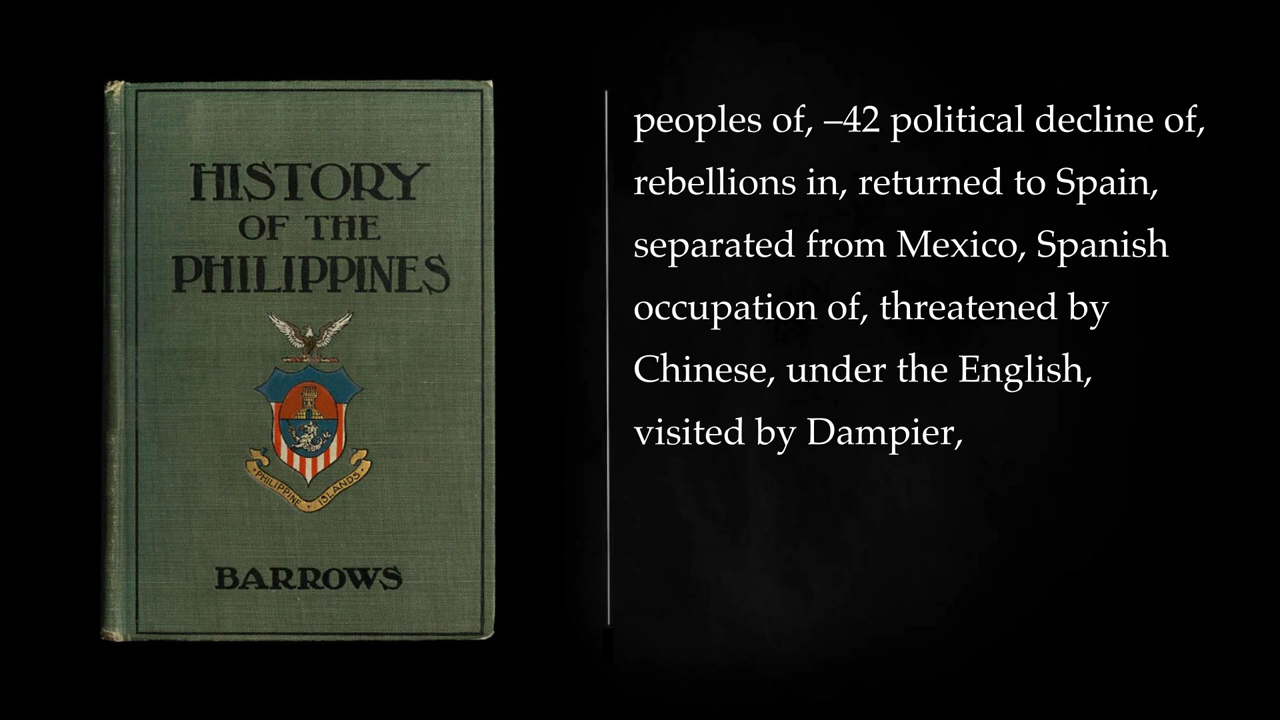 HISTORY
OF THE
PHILIPPINES
PHILIPPINE ISLANDS
BARROWS
peoples of, –42 political decline of,
rebellions in, returned to Spain,
separated from Mexico, Spanish
occupation of, threatened by
Chinese, under the English,
visited by Dampier,